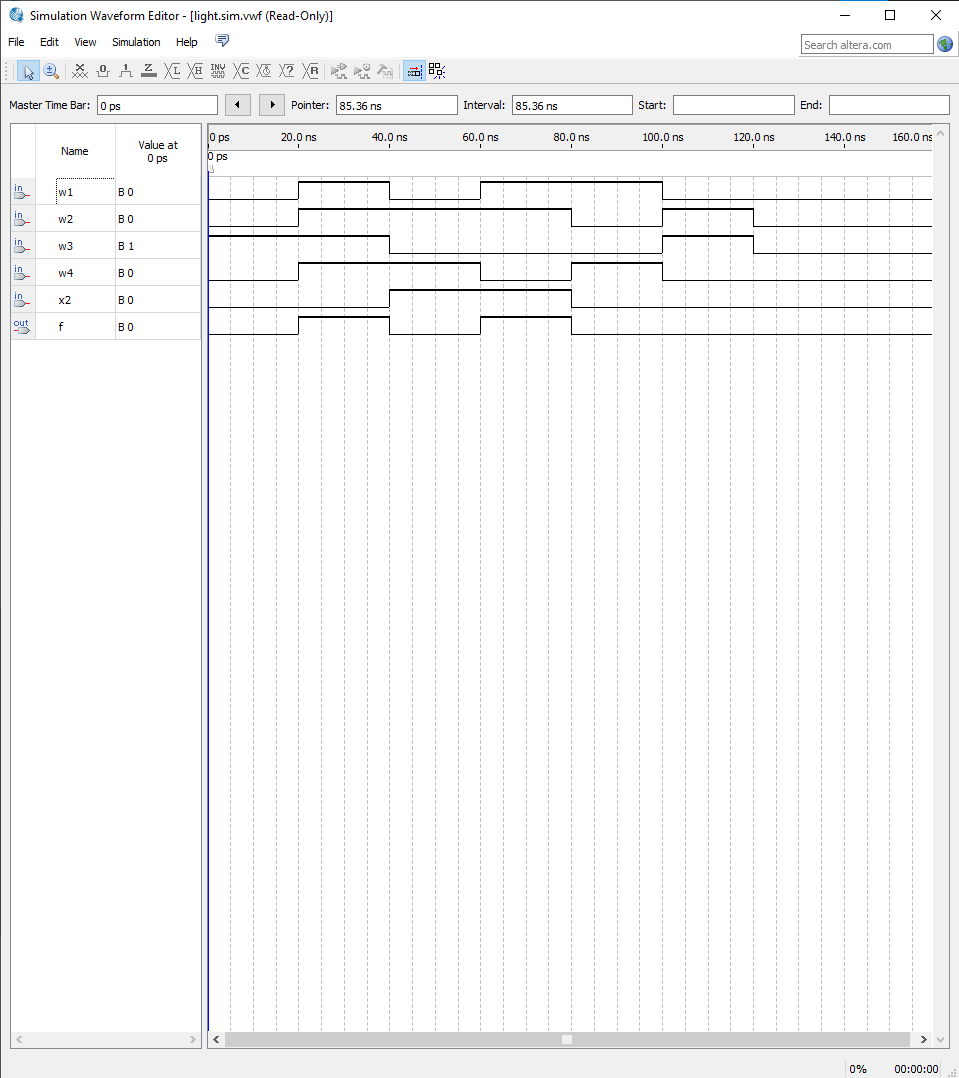 Simulation Waveform Editor - [light.sim.vwf (Read-Only)]
File Edit View Simulation Help
Search altera.com
Master Time Bar: 0 ps Pointer: 85.36 ns Interval: 85.36 ns Start: End:
Name Value at 0 ps
0 ps 20.0 ns 40.0 ns 60.0 ns 80.0 ns 100.0 ns 120.0 ns 140.0 ns 160.0 ns
0 ps
in w1 B 0
in w2 B 0
in w3 B 1
in w4 B 0
in x2 B 0
out f B 0
0% 00:00:00